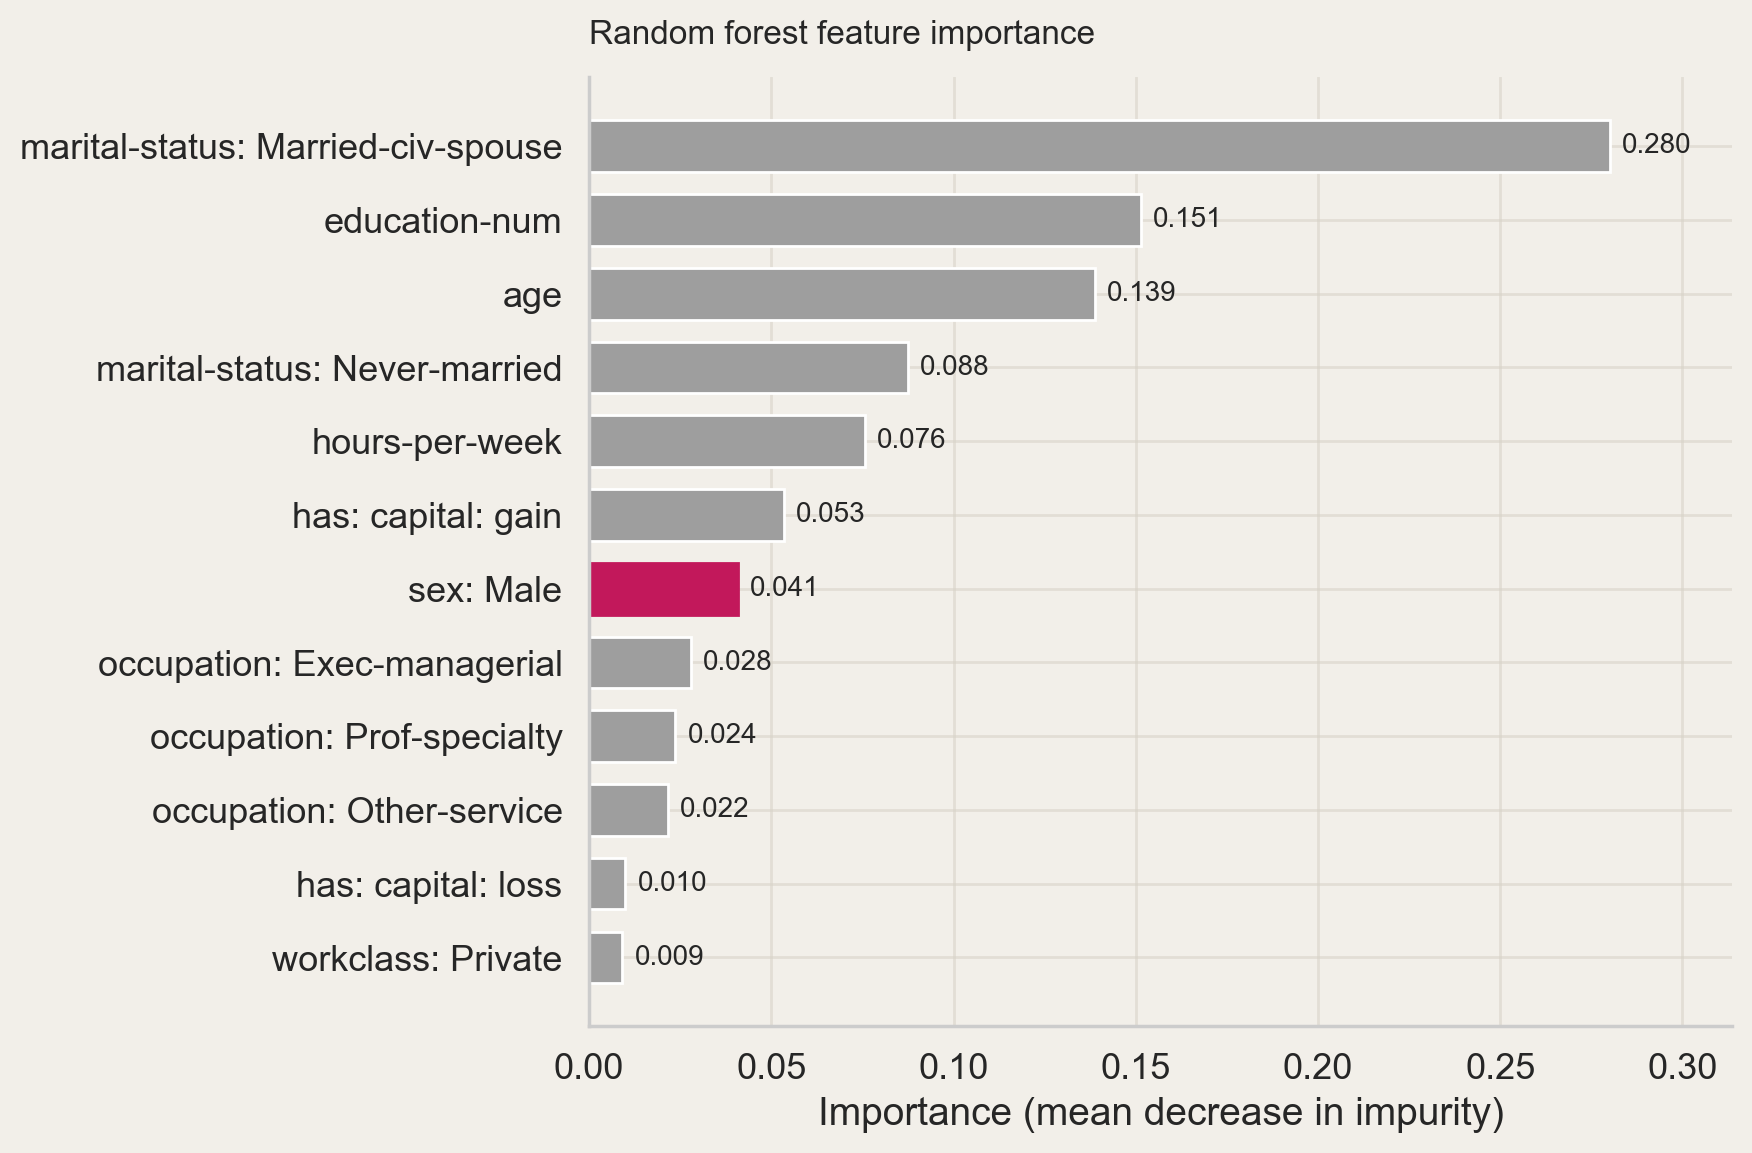 Random forest feature importance
marital-status: Married-civ-spouse 0.280
education-num 0.151
age 0.139
marital-status: Never-married 0.088
hours-per-week 0.076
has: capital: gain 0.053
sex: Male 0.041
occupation: Exec-managerial 0.028
occupation: Prof-specialty 0.024
occupation: Other-service 0.022
has: capital: loss 0.010
workclass: Private 0.009
0.00 0.05 0.10 0.15 0.20 0.25 0.30
Importance (mean decrease in impurity)